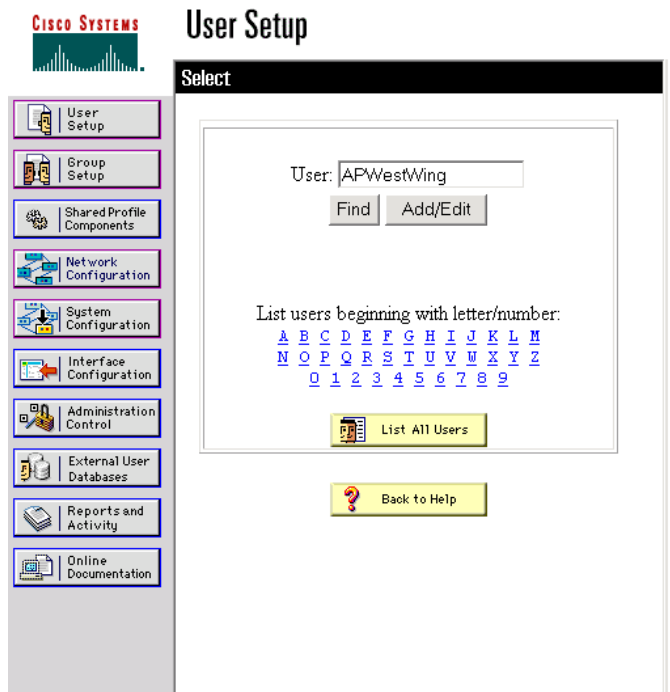 CISCO SYSTEMS
User Setup
Select
User
Setup
Group
Setup
Shared Profile
Components
Network
Configuration
System
Configuration
Interface
Configuration
Administration
Control
External User
Databases
Reports and
Activity
Online
Documentation
User: APWestWing
Find Add/Edit
List users beginning with letter/number:
A B C D E F G H I J K L M
N O P Q R S T U V W X Y Z
0 1 2 3 4 5 6 7 8 9
List All Users
Back to Help